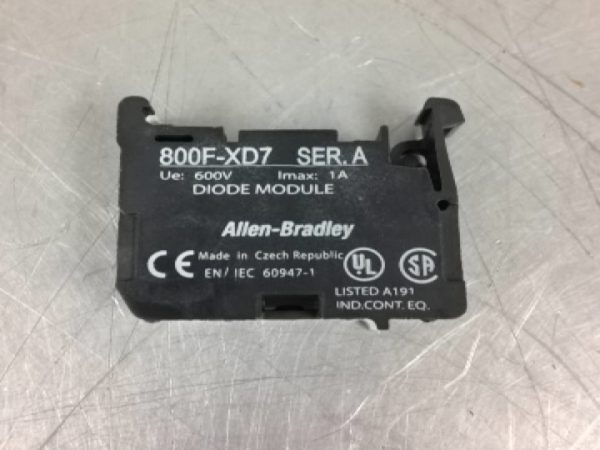 800F-XD7 SER. A
Ue: 600V Imax: 1A
DIODE MODULE
Allen-Bradley
CE Made in Czech Republic UL SA
EN/ IEC 60947-1
LISTED A191
IND.CONT. EQ.